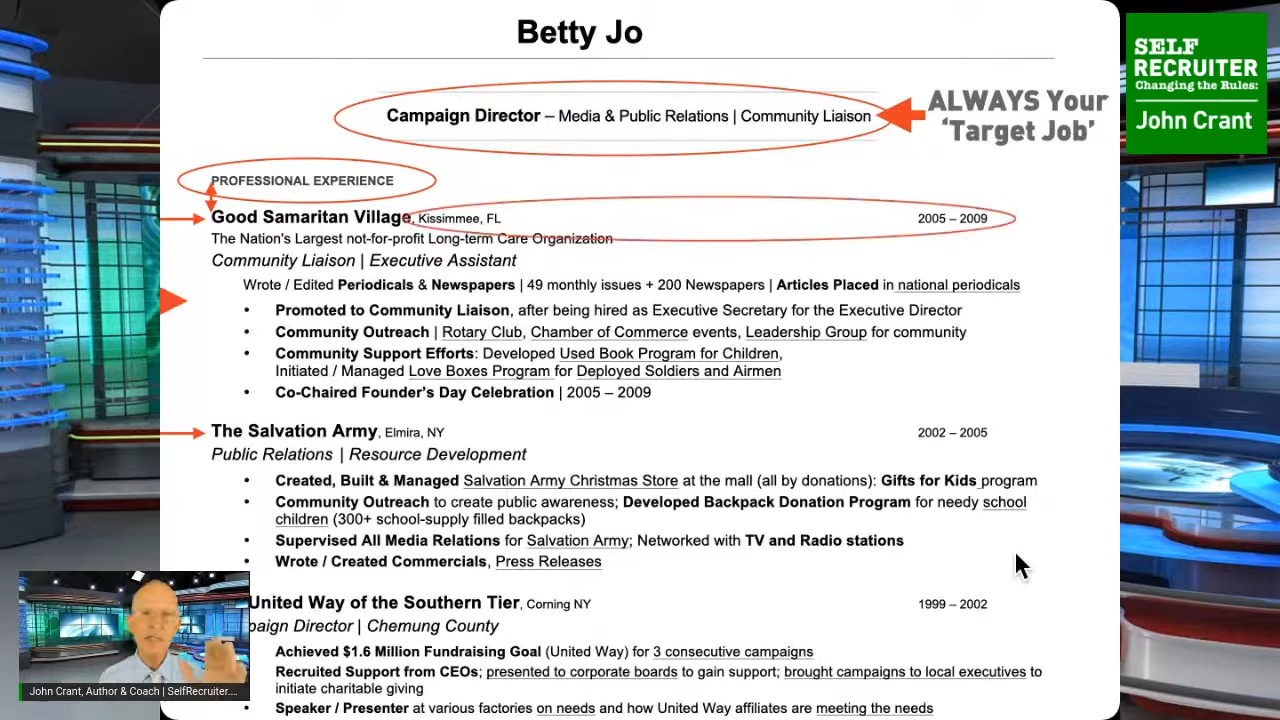 Betty Jo
SELF
RECRUITER
Changing the Rules:
John Crant
Campaign Director – Media & Public Relations | Community Liaison
ALWAYS Your
‘Target Job’
PROFESSIONAL EXPERIENCE
Good Samaritan Village, Kissimmee, FL 2005 – 2009
The Nation's Largest not-for-profit Long-term Care Organization
Community Liaison | Executive Assistant
Wrote / Edited Periodicals & Newspapers | 49 monthly issues + 200 Newspapers | Articles Placed in national periodicals
• Promoted to Community Liaison, after being hired as Executive Secretary for the Executive Director
• Community Outreach | Rotary Club, Chamber of Commerce events, Leadership Group for community
• Community Support Efforts: Developed Used Book Program for Children,
Initiated / Managed Love Boxes Program for Deployed Soldiers and Airmen
• Co-Chaired Founder’s Day Celebration | 2005 – 2009
The Salvation Army, Elmira, NY 2002 – 2005
Public Relations | Resource Development
• Created, Built & Managed Salvation Army Christmas Store at the mall (all by donations): Gifts for Kids program
• Community Outreach to create public awareness; Developed Backpack Donation Program for needy school
children (300+ school-supply filled backpacks)
• Supervised All Media Relations for Salvation Army; Networked with TV and Radio stations
• Wrote / Created Commercials, Press Releases
United Way of the Southern Tier, Corning NY 1999 – 2002
paign Director | Chemung County
Achieved $1.6 Million Fundraising Goal (United Way) for 3 consecutive campaigns
Recruited Support from CEOs; presented to corporate boards to gain support; brought campaigns to local executives to
initiate charitable giving
Speaker / Presenter at various factories on needs and how United Way affiliates are meeting the needs
John Crant, Author & Coach | SelfRecruiter....